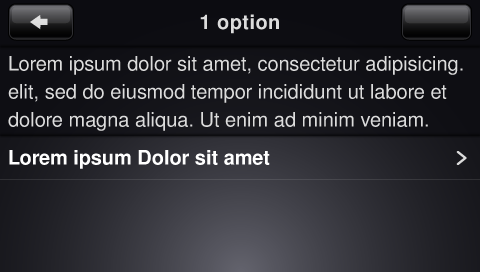 1 option
Lorem ipsum dolor sit amet, consectetur adipisicing.
elit, sed do eiusmod tempor incididunt ut labore et
dolore magna aliqua. Ut enim ad minim veniam.
Lorem ipsum Dolor sit amet